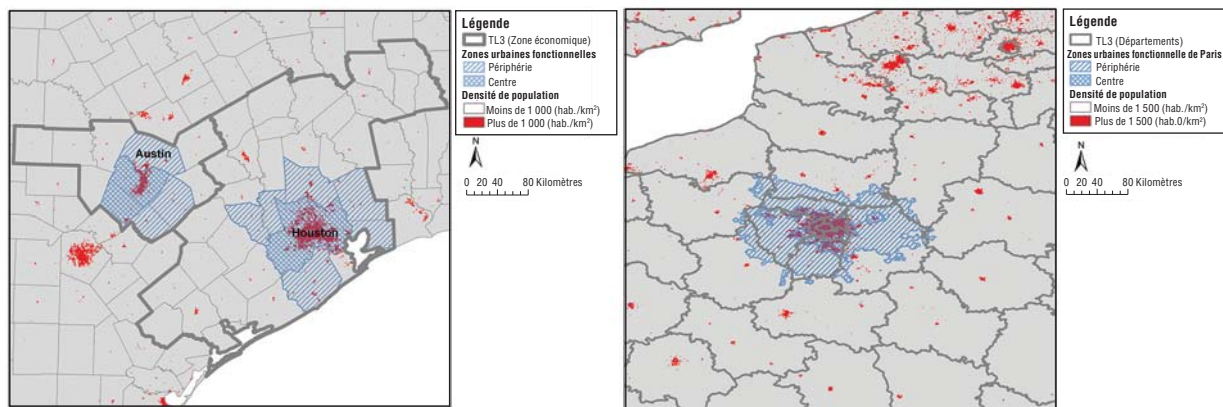 Austin
Houston
Légende
TL3 (Zone économique)
Zones urbaines fonctionnelles
Périphérie
Centre
Densité de population
Moins de 1 000 (hab./km²)
Plus de 1 000 (hab./km²)
N
0 20 40 80 Kilomètres
Légende
TL3 (Départements)
Zones urbaines fonctionnelle de Paris
Périphérie
Centre
Densité de population
Moins de 1 500 (hab./km²)
Plus de 1 500 (hab.0/km²)
N
0 20 40 80 Kilomètres